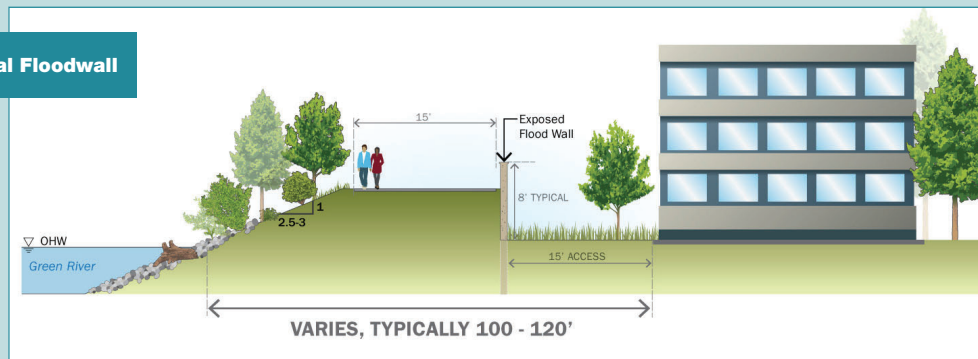 al Floodwall
15'
Exposed
Flood Wall
8' TYPICAL
1
2.5-3
OHW
Green River
15' ACCESS
VARIES, TYPICALLY 100 - 120'